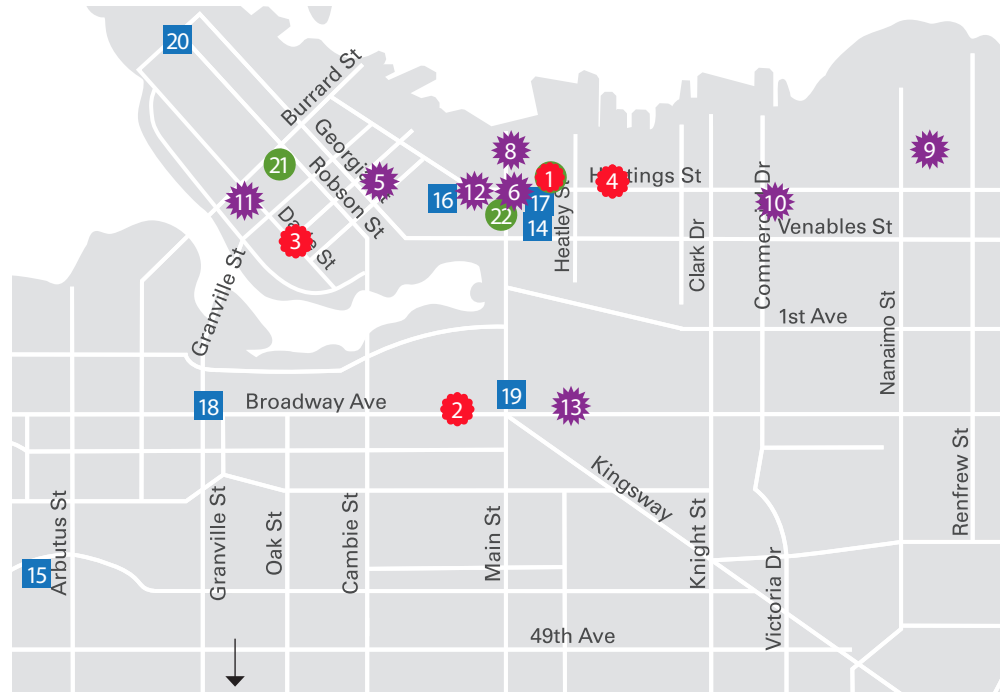 20
Burrard St
Georgia St
Robson St
21
5
8
9
1
Hastings St
4
11
16
12
6
17
10
22
14
Heatley St
Venables St
Davie St
3
Granville St
Clark Dr
Commercial Dr
1st Ave
Nanaimo St
18
Broadway Ave
2
19
13
Kingsway
Renfrew St
15
Arbutus St
Granville St
Oak St
Cambie St
Main St
Knight St
Victoria Dr
49th Ave